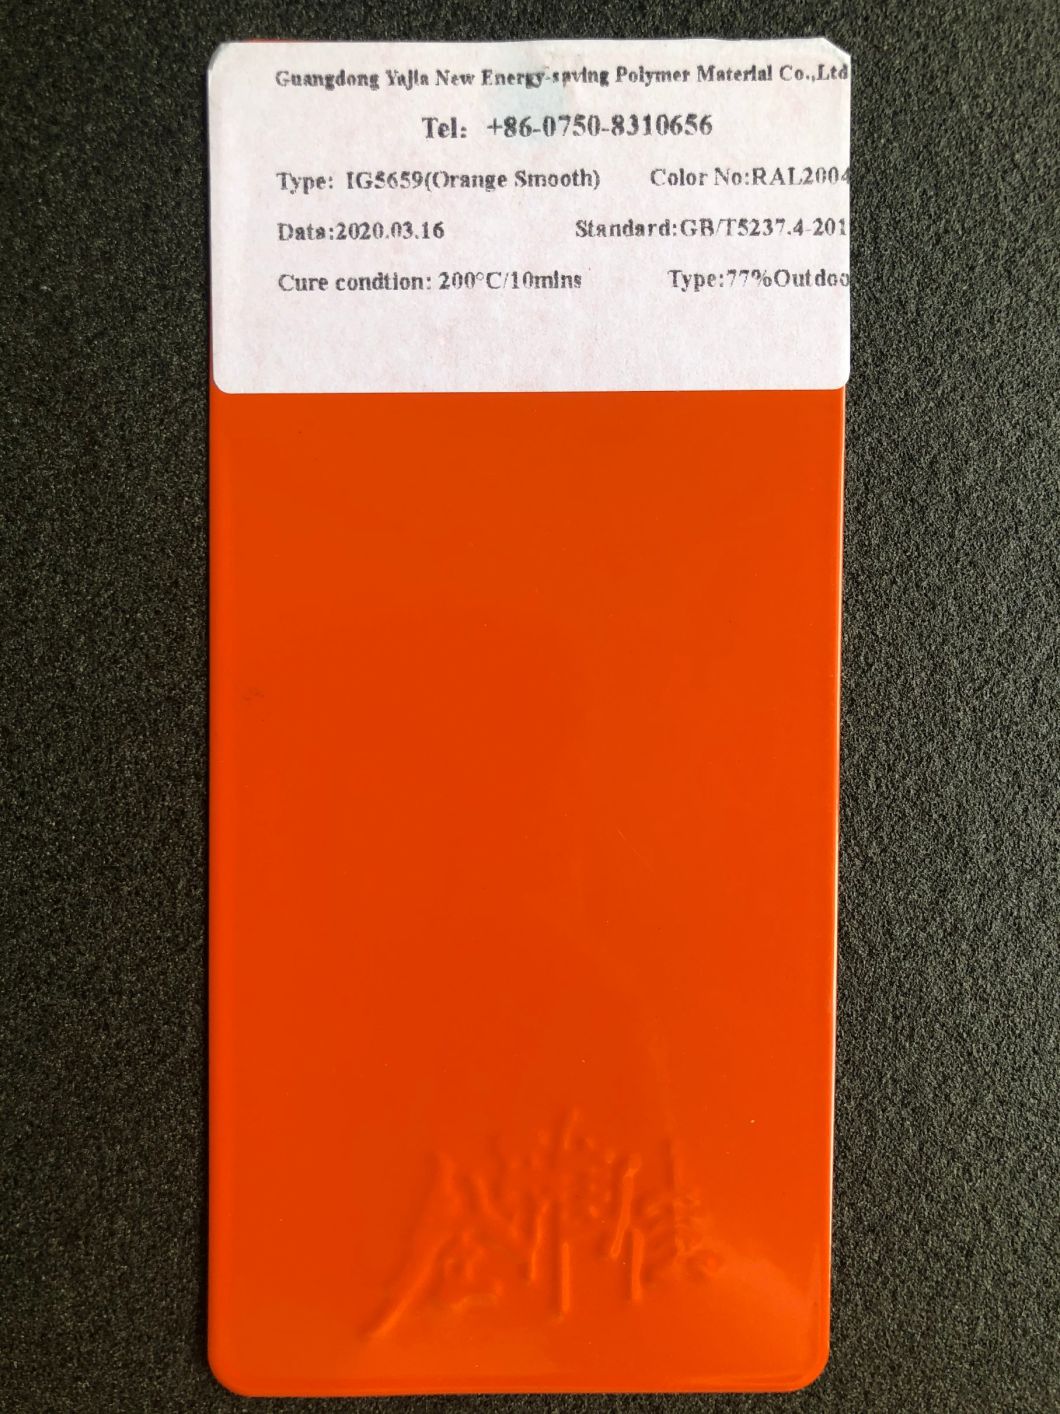 Guangdong Yajia New Energy-saving Polymer Material Co.,Ltd
Tel: +86-0750-8310656
Type: IG5659(Orange Smooth) Color No:RAL2004
Data:2020.03.16 Standard:GB/T5237.4-201
Cure condtion: 200°C/10mins Type:77%Outdoo